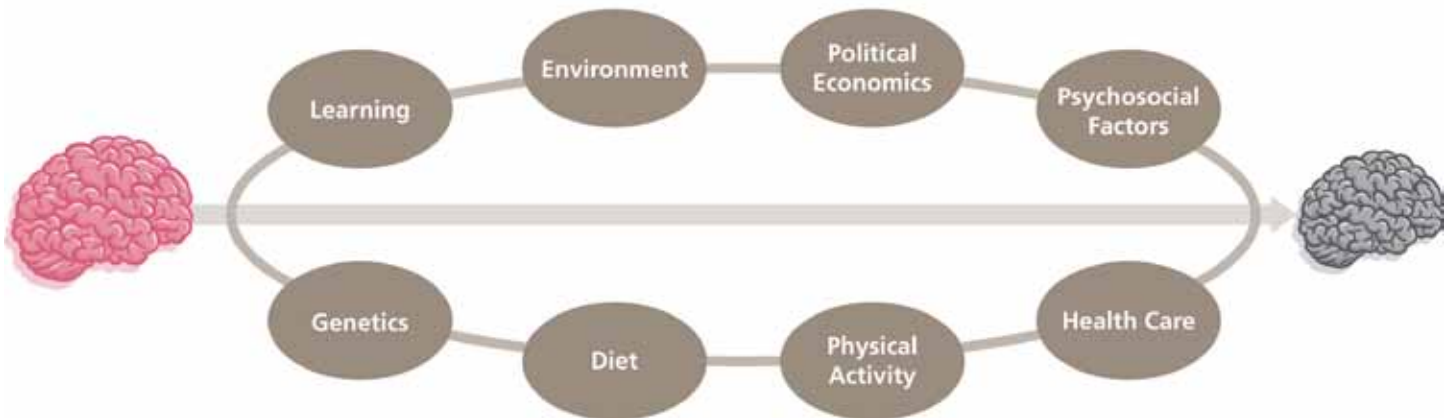 Learning
Environment
Political
Economics
Psychosocial
Factors
Genetics
Diet
Physical
Activity
Health Care